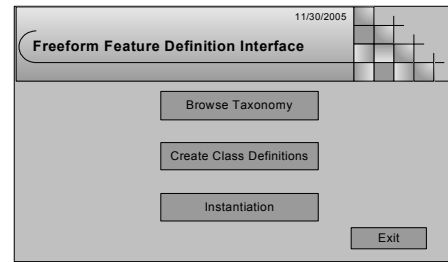 11/30/2005
Freeform Feature Definition Interface
Browse Taxonomy
Create Class Definitions
Instantiation
Exit